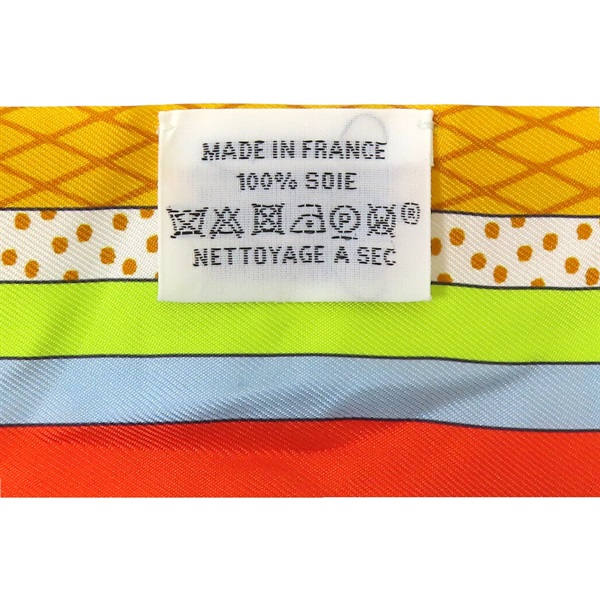 MADE IN FRANCE
100% SOIE
P W ®
NETTOYAGE A SEC